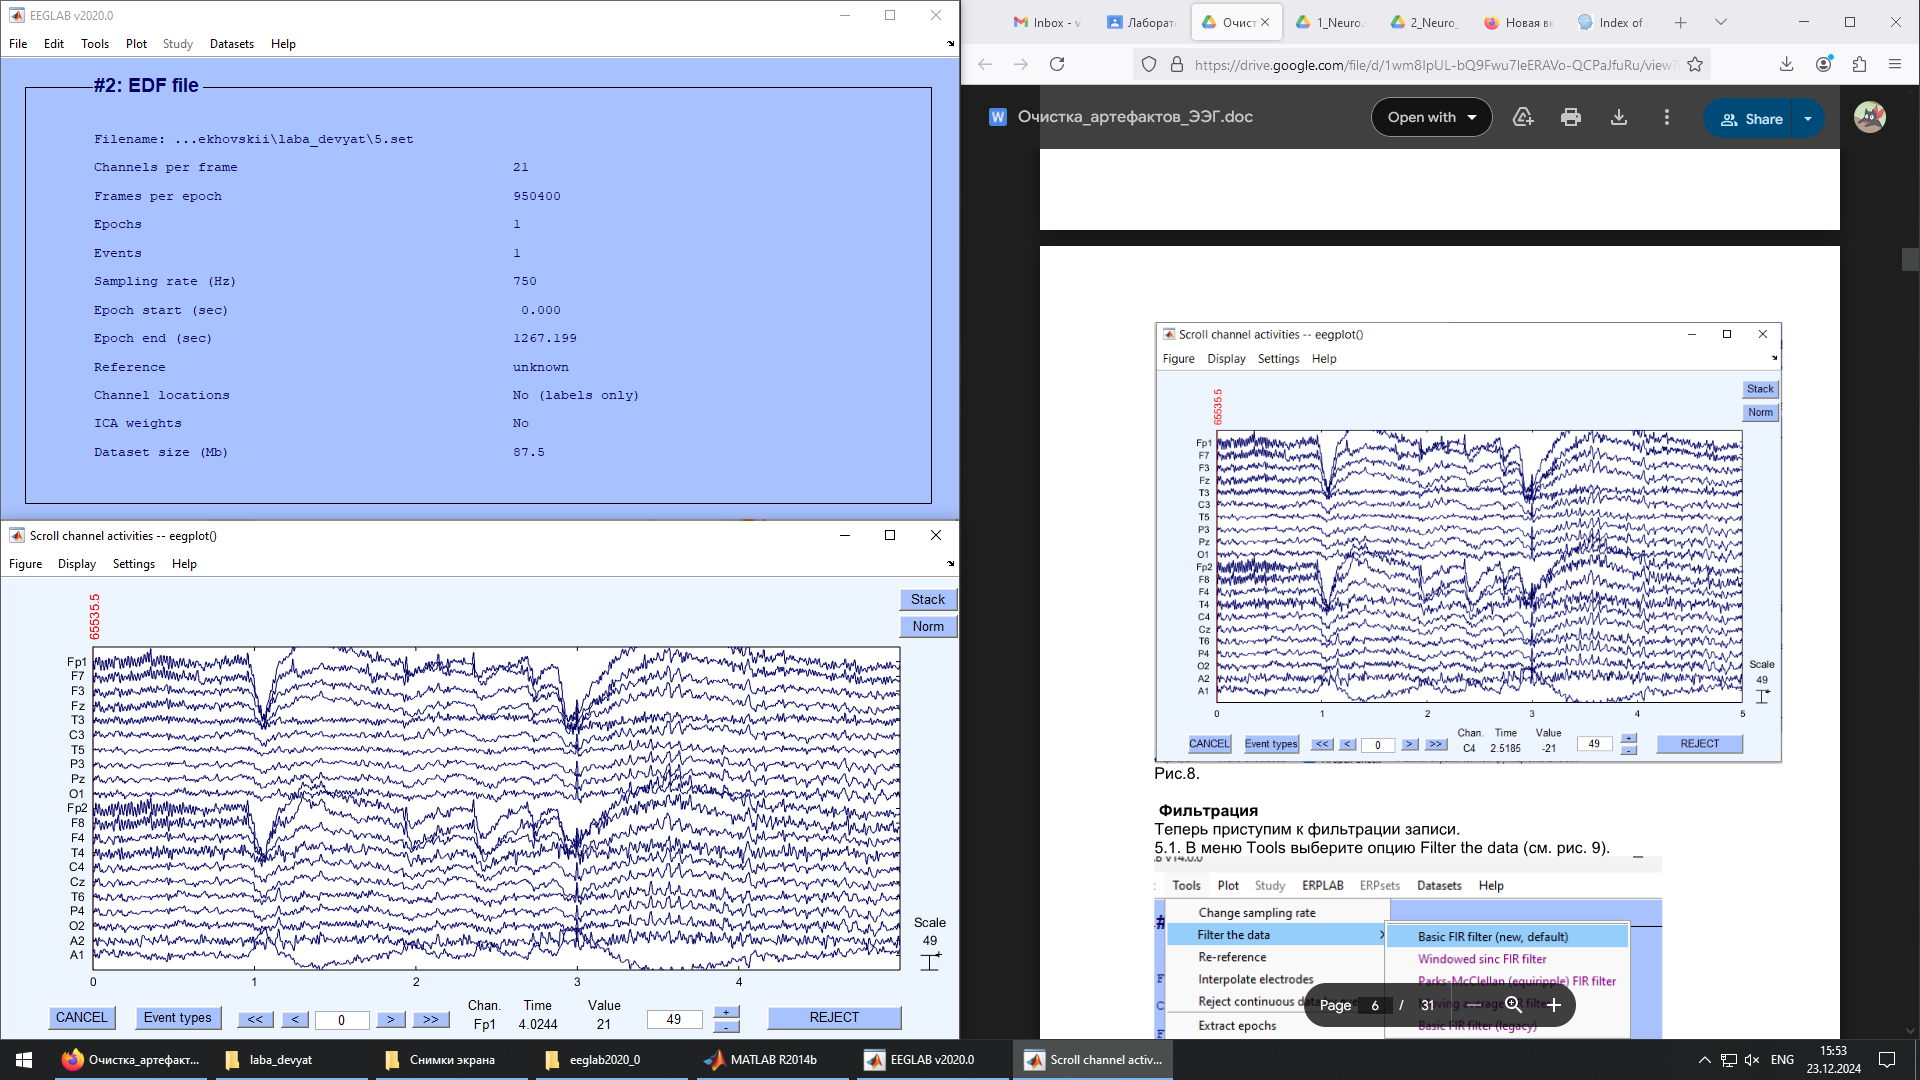 EEGLAB v2020.0
File Edit Tools Plot Study Datasets Help
#2: EDF file
Filename: ...ekhovskii\laba_devyat\5.set
Channels per frame 21
Frames per epoch 950400
Epochs 1
Events 1
Sampling rate (Hz) 750
Epoch start (sec) 0.000
Epoch end (sec) 1267.199
Reference unknown
Channel locations No (labels only)
ICA weights No
Dataset size (Mb) 87.5
Scroll channel activities -- eegplot()
Figure Display Settings Help
65535.5
Stack
Norm
Fp1
F7
F3
Fz
T3
C3
T5
P3
Pz
O1
Fp2
F8
F4
T4
C4
Cz
T6
P4
O2
A2
A1
Scale
49
0 1 2 3 4
Chan. Time Value
CANCEL Event types << < 0 > >> Fp1 4.0244 21 49 + - REJECT
Inbox - v Лаборат Очист 1_Neuro. 2_Neuro_ Новая вк Index of
https://drive.google.com/file/d/1wm8IpUL-bQ9Fwu7leERAVo-QCPaJfuRu/view?
W Очистка_артефактов_ЭЭГ.doc Open with Share
Scroll channel activities -- eegplot()
Figure Display Settings Help
65535.5
Stack
Norm
Fp1
F7
F3
Fz
T3
C3
T5
P3
Pz
O1
Fp2
F8
F4
T4
C4
Cz
T6
P4
O2
A2
A1
Scale
49
0 1 2 3 4 5
Chan. Time Value
CANCEL Event types << < 0 > >> C4 2.5185 -21 49 + - REJECT
Рис.8.
Фильтрация
Теперь приступим к фильтрации записи.
5.1. В меню Tools выберите опцию Filter the data (см. рис. 9).
Tools Plot Study ERPLAB ERPsets Datasets Help
Change sampling rate
Filter the data > Basic FIR filter (new, default)
Re-reference Windowed sinc FIR filter
Interpolate electrodes Parks-McClellan (equiripple) FIR filter
Reject continuous data
Extract epochs Basic FIR filter (legacy)
Page 6 / 31
Очистка_артефакт... laba_devyat Снимки экрана eeglab2020_0 MATLAB R2014b EEGLAB v2020.0 Scroll channel activ... ENG 15:53
23.12.2024